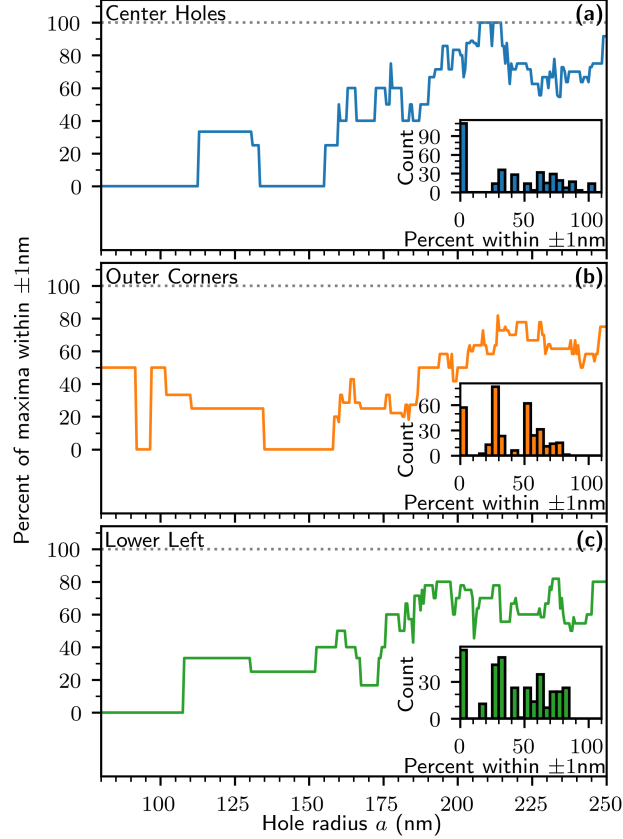 Center Holes (a)
100
80
60
40
20
0
Count
90
60
30
0
0 50 100
Percent within ±1nm
Percent of maxima within ±1nm
Outer Corners (b)
100
80
60
40
20
0
Count
60
30
0
0 50 100
Percent within ±1nm
Lower Left (c)
100
80
60
40
20
0
Count
30
0
0 50 100
Percent within ±1nm
100 125 150 175 200 225 250
Hole radius a (nm)